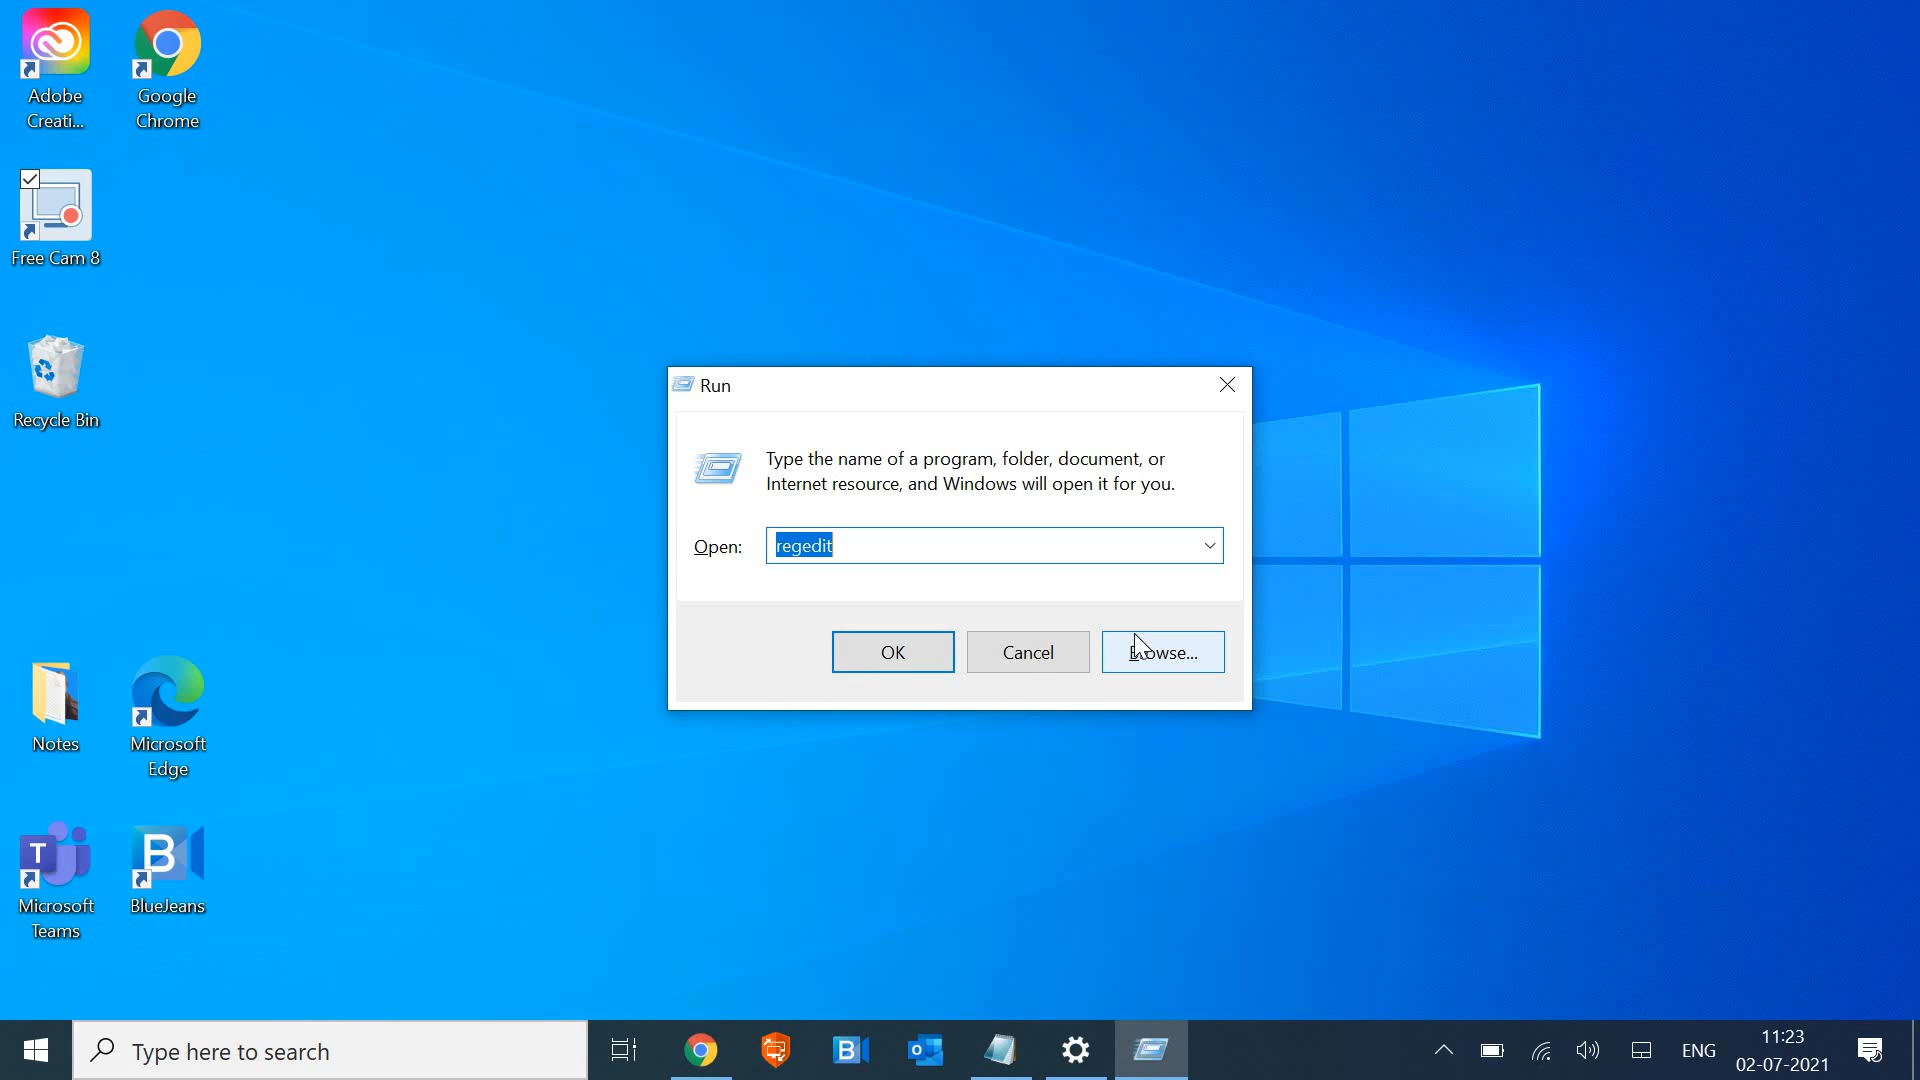 Adobe
Creati...
Google
Chrome
Free Cam 8
Recycle Bin
Run
Type the name of a program, folder, document, or
Internet resource, and Windows will open it for you.
Open:
regedit
OK
Cancel
Browse...
Notes
Microsoft
Edge
T
Microsoft
Teams
B
BlueJeans
Type here to search
B
o
ENG
11:23
02-07-2021